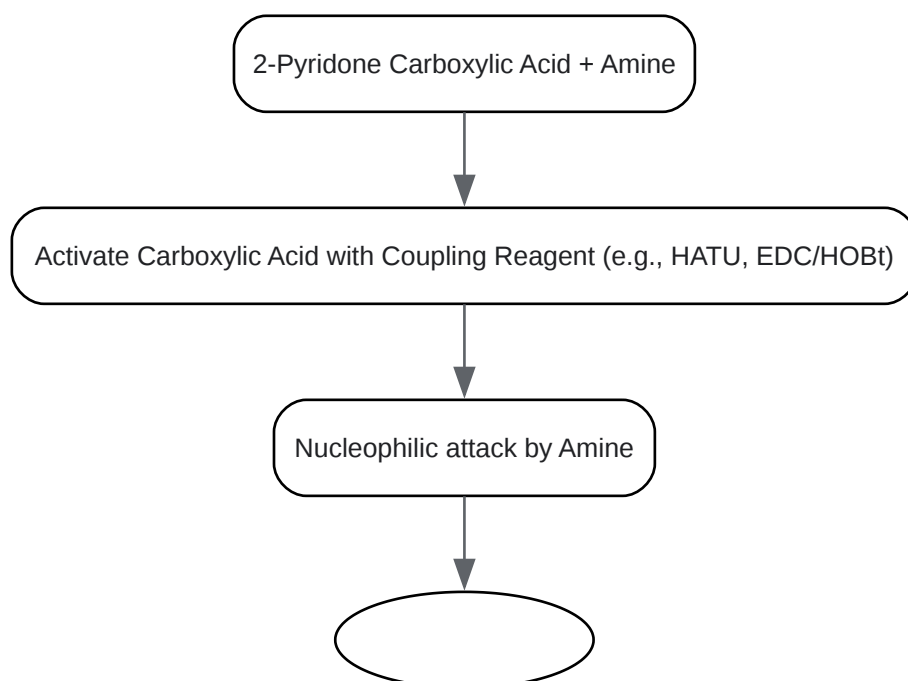 2-Pyridone Carboxylic Acid + Amine
Activate Carboxylic Acid with Coupling Reagent (e.g., HATU, EDC/HOBt)
Nucleophilic attack by Amine